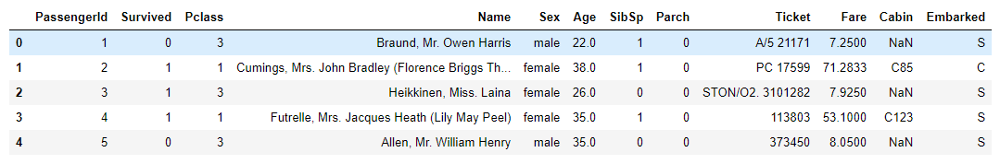 PassengerId Survived Pclass Name Sex Age SibSp Parch Ticket Fare Cabin Embarked
0 1 0 3 Braund, Mr. Owen Harris male 22.0 1 0 A/5 21171 7.2500 NaN S
1 2 1 1 Cumings, Mrs. John Bradley (Florence Briggs Th... female 38.0 1 0 PC 17599 71.2833 C85 C
2 3 1 3 Heikkinen, Miss. Laina female 26.0 0 0 STON/O2. 3101282 7.9250 NaN S
3 4 1 1 Futrelle, Mrs. Jacques Heath (Lily May Peel) female 35.0 1 0 113803 53.1000 C123 S
4 5 0 3 Allen, Mr. William Henry male 35.0 0 0 373450 8.0500 NaN S